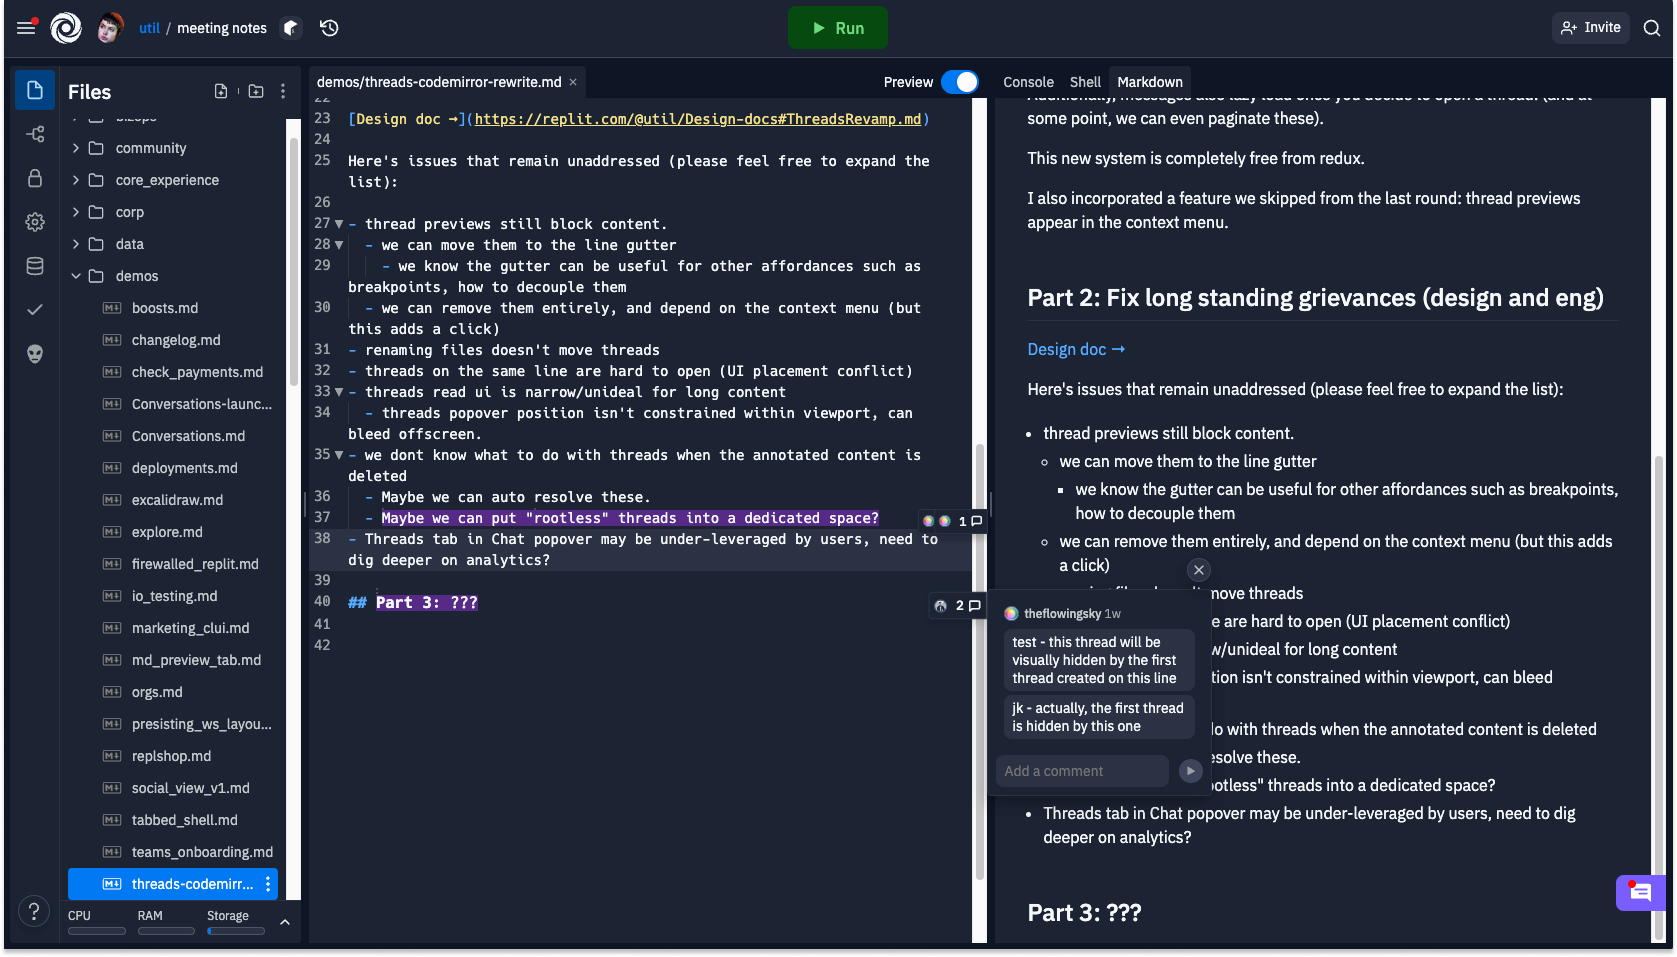 util / meeting notes
Run
Invite
Files
demos/threads-codemirror-rewrite.md ×
Preview
Console Shell Markdown
bizops
community
core_experience
corp
data
demos
boosts.md
changelog.md
check_payments.md
Conversations-launc...
Conversations.md
deployments.md
excalidraw.md
explore.md
firewalled_replit.md
io_testing.md
marketing_clui.md
md_preview_tab.md
orgs.md
presisting_ws_layou...
replshop.md
social_view_v1.md
tabbed_shell.md
teams_onboarding.md
threads-codemirr...
CPU RAM Storage
?
22
23 [Design doc →](https://replit.com/@util/Design-docs#ThreadsRevamp.md)
24
25 Here's issues that remain unaddressed (please feel free to expand the
list):
26
27 - thread previews still block content.
28 - we can move them to the line gutter
29 - we know the gutter can be useful for other affordances such as
breakpoints, how to decouple them
30 - we can remove them entirely, and depend on the context menu (but
this adds a click)
31 - renaming files doesn't move threads
32 - threads on the same line are hard to open (UI placement conflict)
33 - threads read ui is narrow/unideal for long content
34 - threads popover position isn't constrained within viewport, can
bleed offscreen.
35 - we dont know what to do with threads when the annotated content is
deleted
36 - Maybe we can auto resolve these.
37 - Maybe we can put "rootless" threads into a dedicated space?
1
38 - Threads tab in Chat popover may be under-leveraged by users, need to
dig deeper on analytics?
39
40 ## Part 3: ???
2
41
42
Additionally, messages also lazy load once you decide to open a thread. (and at
some point, we can even paginate these).
This new system is completely free from redux.
I also incorporated a feature we skipped from the last round: thread previews
appear in the context menu.
Part 2: Fix long standing grievances (design and eng)
Design doc →
Here's issues that remain unaddressed (please feel free to expand the list):
• thread previews still block content.
we can move them to the line gutter
we know the gutter can be useful for other affordances such as breakpoints,
how to decouple them
we can remove them entirely, and depend on the context menu (but this adds
a click)
move threads
e are hard to open (UI placement conflict)
w/unideal for long content
tion isn't constrained within viewport, can bleed
do with threads when the annotated content is deleted
esolve these.
ootless" threads into a dedicated space?
• Threads tab in Chat popover may be under-leveraged by users, need to dig
deeper on analytics?
Part 3: ???
theflowingsky 1w
test - this thread will be
visually hidden by the first
thread created on this line
jk - actually, the first thread
is hidden by this one
Add a comment